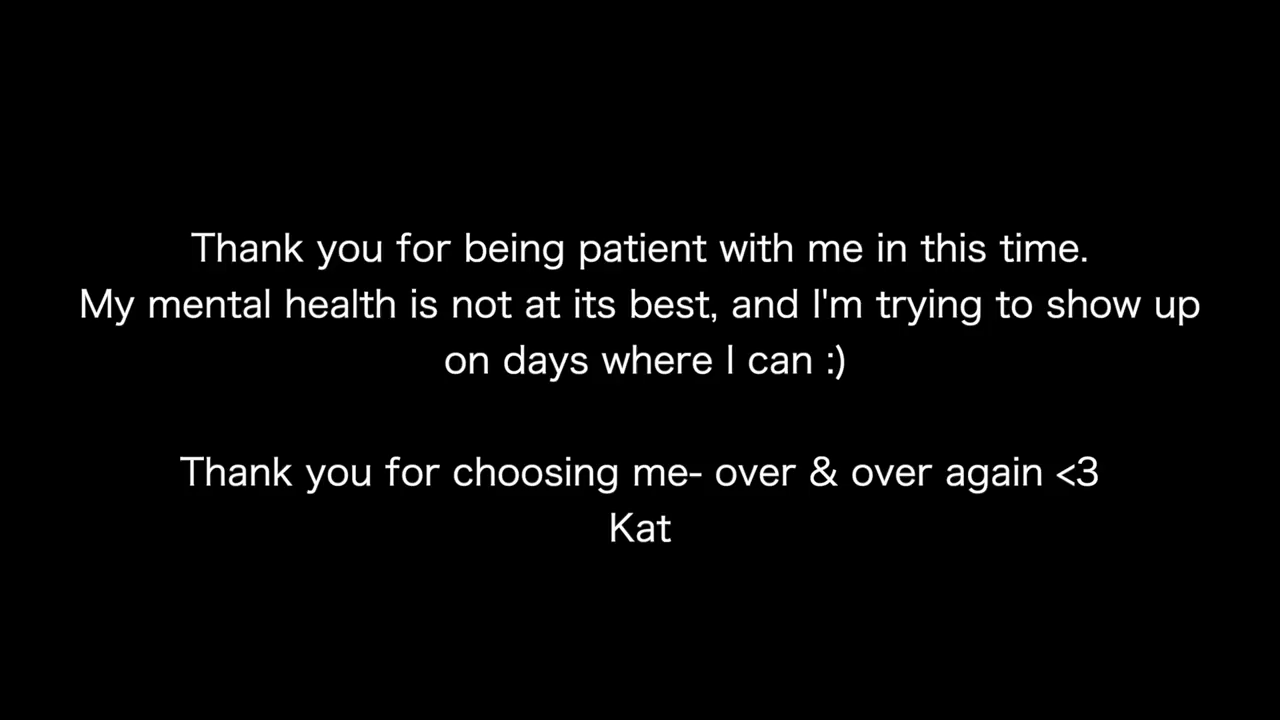 Thank you for being patient with me in this time.
My mental health is not at its best, and I'm trying to show up
on days where I can :)
Thank you for choosing me- over & over again <3
Kat